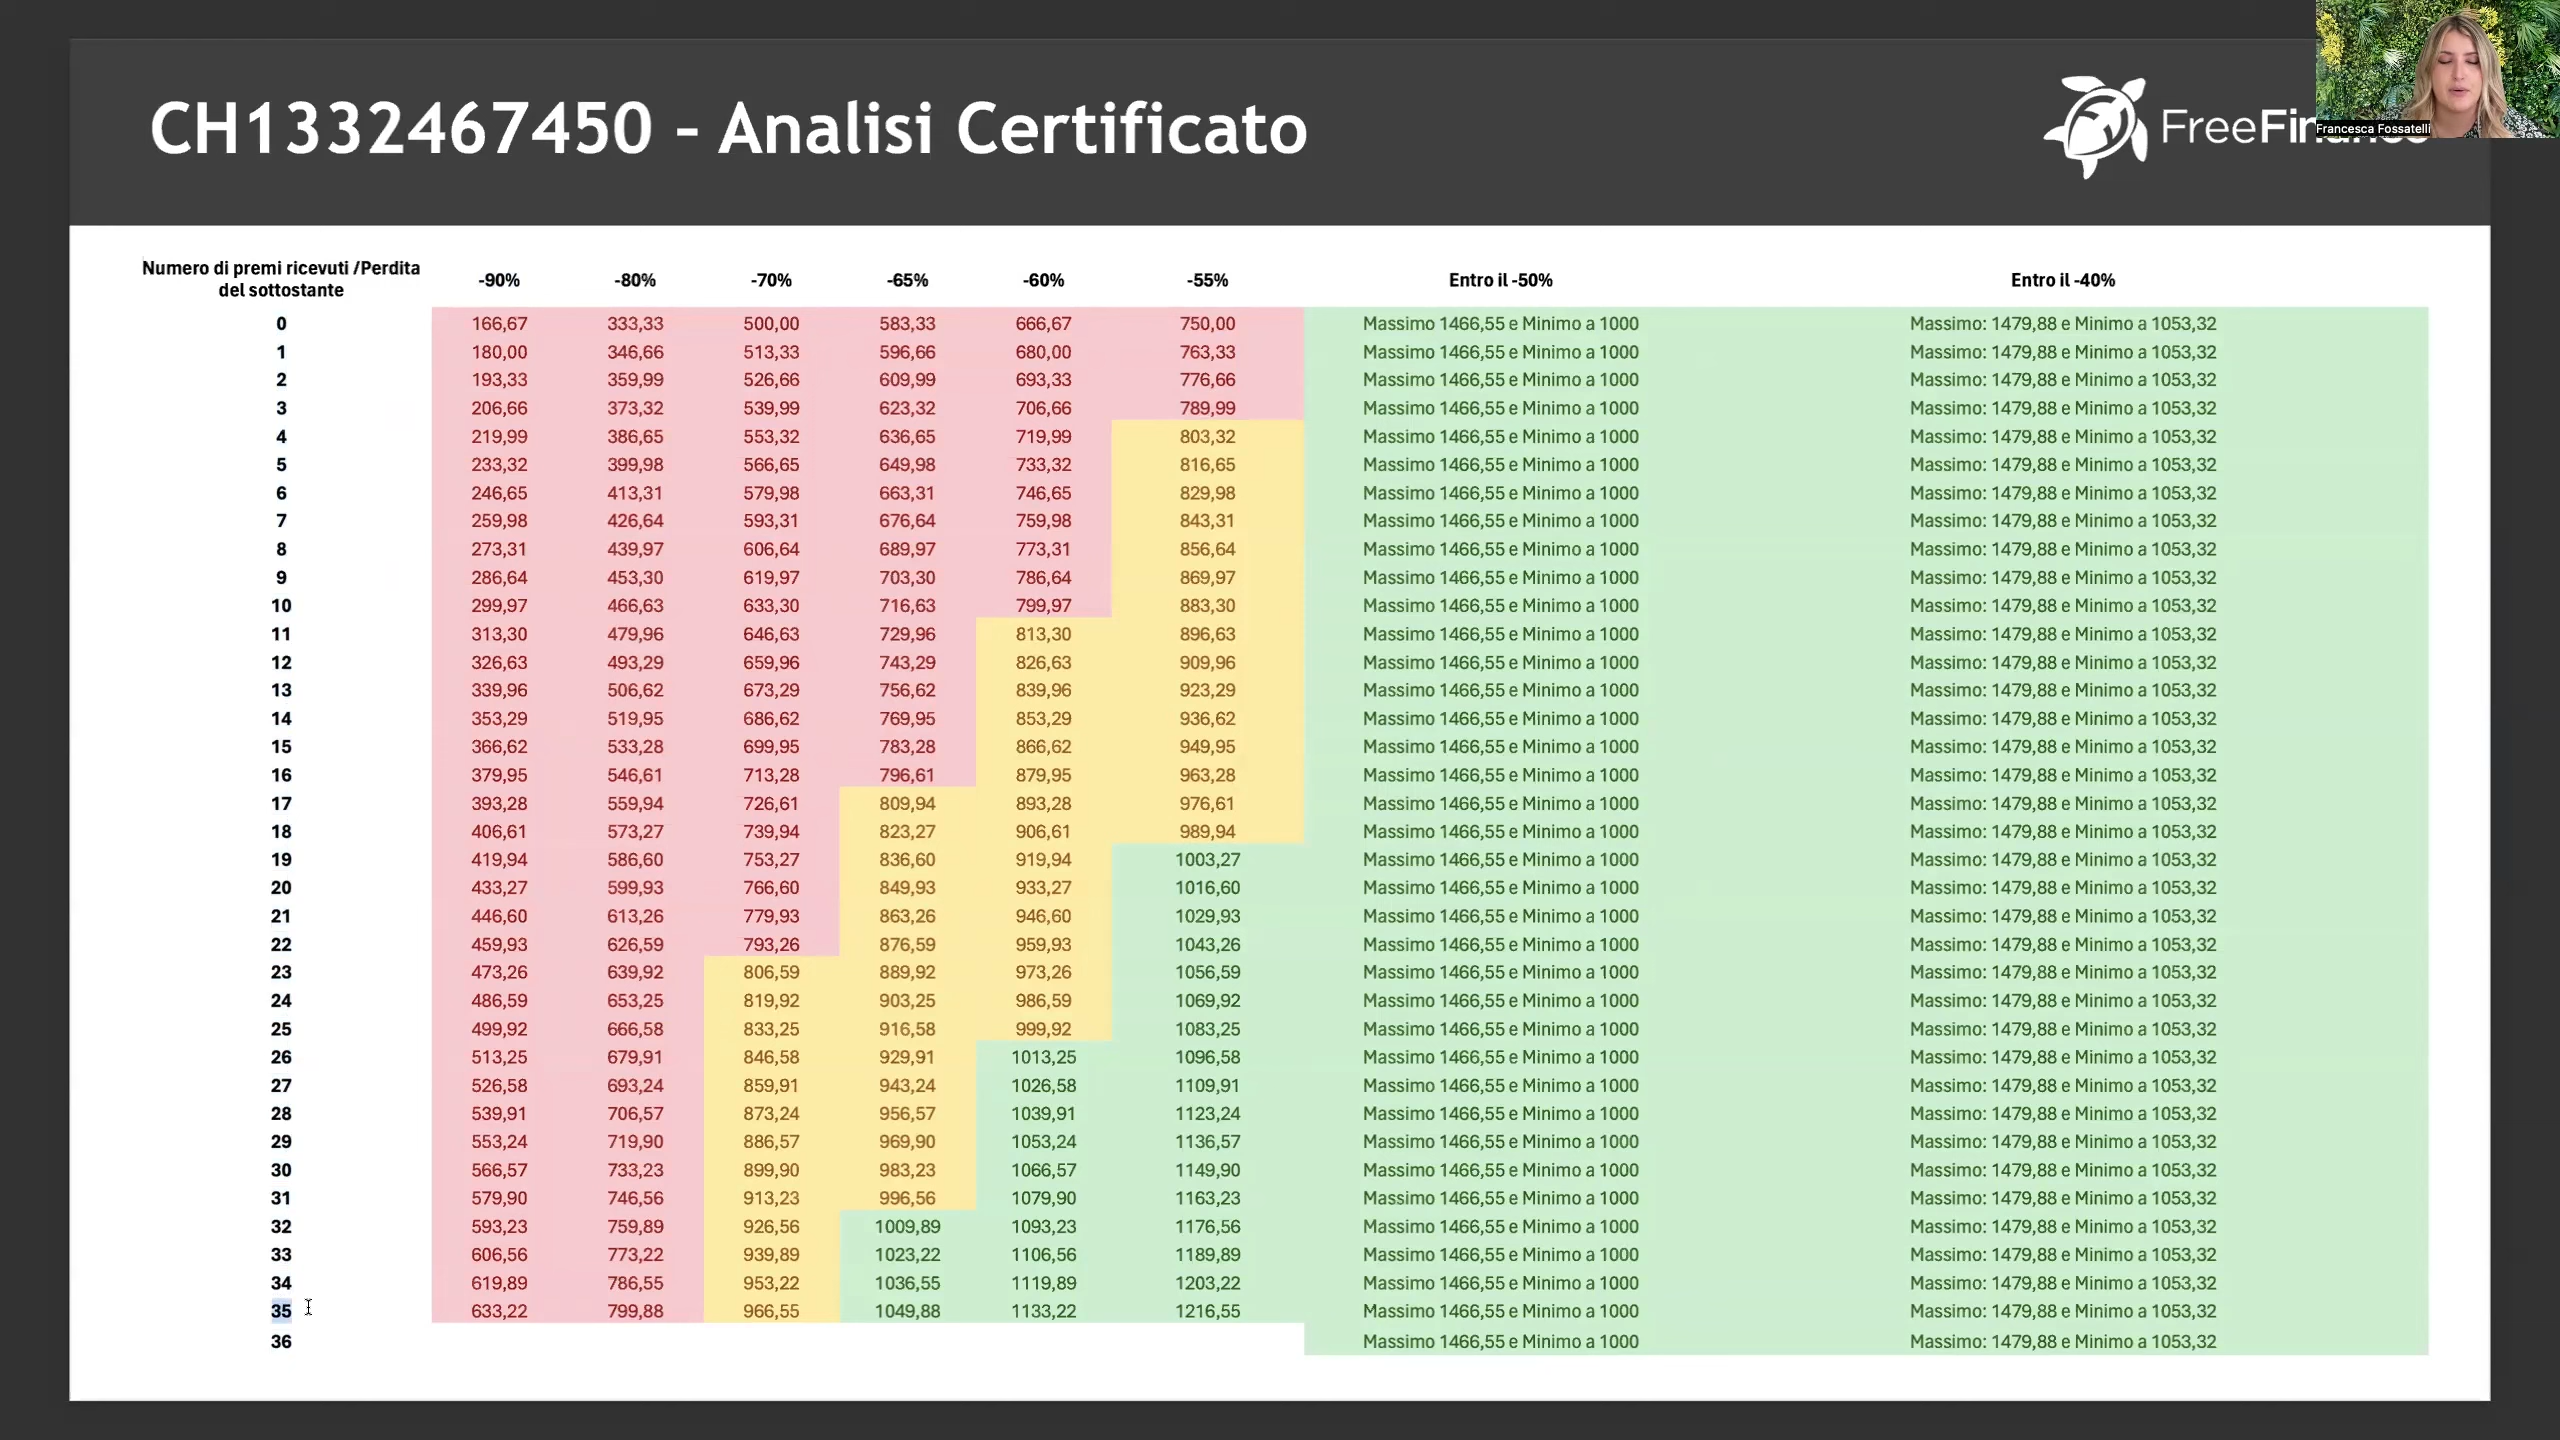 CH1332467450 - Analisi Certificato
Francesca Fossatelli
Numero di premi ricevuti /Perdita del sottostante -90% -80% -70% -65% -60% -55% Entro il -50% Entro il -40%
0 166,67 333,33 500,00 583,33 666,67 750,00 Massimo 1466,55 e Minimo a 1000 Massimo: 1479,88 e Minimo a 1053,32
1 180,00 346,66 513,33 596,66 680,00 763,33 Massimo 1466,55 e Minimo a 1000 Massimo: 1479,88 e Minimo a 1053,32
2 193,33 359,99 526,66 609,99 693,33 776,66 Massimo 1466,55 e Minimo a 1000 Massimo: 1479,88 e Minimo a 1053,32
3 206,66 373,32 539,99 623,32 706,66 789,99 Massimo 1466,55 e Minimo a 1000 Massimo: 1479,88 e Minimo a 1053,32
4 219,99 386,65 553,32 636,65 719,99 803,32 Massimo 1466,55 e Minimo a 1000 Massimo: 1479,88 e Minimo a 1053,32
5 233,32 399,98 566,65 649,98 733,32 816,65 Massimo 1466,55 e Minimo a 1000 Massimo: 1479,88 e Minimo a 1053,32
6 246,65 413,31 579,98 663,31 746,65 829,98 Massimo 1466,55 e Minimo a 1000 Massimo: 1479,88 e Minimo a 1053,32
7 259,98 426,64 593,31 676,64 759,98 843,31 Massimo 1466,55 e Minimo a 1000 Massimo: 1479,88 e Minimo a 1053,32
8 273,31 439,97 606,64 689,97 773,31 856,64 Massimo 1466,55 e Minimo a 1000 Massimo: 1479,88 e Minimo a 1053,32
9 286,64 453,30 619,97 703,30 786,64 869,97 Massimo 1466,55 e Minimo a 1000 Massimo: 1479,88 e Minimo a 1053,32
10 299,97 466,63 633,30 716,63 799,97 883,30 Massimo 1466,55 e Minimo a 1000 Massimo: 1479,88 e Minimo a 1053,32
11 313,30 479,96 646,63 729,96 813,30 896,63 Massimo 1466,55 e Minimo a 1000 Massimo: 1479,88 e Minimo a 1053,32
12 326,63 493,29 659,96 743,29 826,63 909,96 Massimo 1466,55 e Minimo a 1000 Massimo: 1479,88 e Minimo a 1053,32
13 339,96 506,62 673,29 756,62 839,96 923,29 Massimo 1466,55 e Minimo a 1000 Massimo: 1479,88 e Minimo a 1053,32
14 353,29 519,95 686,62 769,95 853,29 936,62 Massimo 1466,55 e Minimo a 1000 Massimo: 1479,88 e Minimo a 1053,32
15 366,62 533,28 699,95 783,28 866,62 949,95 Massimo 1466,55 e Minimo a 1000 Massimo: 1479,88 e Minimo a 1053,32
16 379,95 546,61 713,28 796,61 879,95 963,28 Massimo 1466,55 e Minimo a 1000 Massimo: 1479,88 e Minimo a 1053,32
17 393,28 559,94 726,61 809,94 893,28 976,61 Massimo 1466,55 e Minimo a 1000 Massimo: 1479,88 e Minimo a 1053,32
18 406,61 573,27 739,94 823,27 906,61 989,94 Massimo 1466,55 e Minimo a 1000 Massimo: 1479,88 e Minimo a 1053,32
19 419,94 586,60 753,27 836,60 919,94 1003,27 Massimo 1466,55 e Minimo a 1000 Massimo: 1479,88 e Minimo a 1053,32
20 433,27 599,93 766,60 849,93 933,27 1016,60 Massimo 1466,55 e Minimo a 1000 Massimo: 1479,88 e Minimo a 1053,32
21 446,60 613,26 779,93 863,26 946,60 1029,93 Massimo 1466,55 e Minimo a 1000 Massimo: 1479,88 e Minimo a 1053,32
22 459,93 626,59 793,26 876,59 959,93 1043,26 Massimo 1466,55 e Minimo a 1000 Massimo: 1479,88 e Minimo a 1053,32
23 473,26 639,92 806,59 889,92 973,26 1056,59 Massimo 1466,55 e Minimo a 1000 Massimo: 1479,88 e Minimo a 1053,32
24 486,59 653,25 819,92 903,25 986,59 1069,92 Massimo 1466,55 e Minimo a 1000 Massimo: 1479,88 e Minimo a 1053,32
25 499,92 666,58 833,25 916,58 999,92 1083,25 Massimo 1466,55 e Minimo a 1000 Massimo: 1479,88 e Minimo a 1053,32
26 513,25 679,91 846,58 929,91 1013,25 1096,58 Massimo 1466,55 e Minimo a 1000 Massimo: 1479,88 e Minimo a 1053,32
27 526,58 693,24 859,91 943,24 1026,58 1109,91 Massimo 1466,55 e Minimo a 1000 Massimo: 1479,88 e Minimo a 1053,32
28 539,91 706,57 873,24 956,57 1039,91 1123,24 Massimo 1466,55 e Minimo a 1000 Massimo: 1479,88 e Minimo a 1053,32
29 553,24 719,90 886,57 969,90 1053,24 1136,57 Massimo 1466,55 e Minimo a 1000 Massimo: 1479,88 e Minimo a 1053,32
30 566,57 733,23 899,90 983,23 1066,57 1149,90 Massimo 1466,55 e Minimo a 1000 Massimo: 1479,88 e Minimo a 1053,32
31 579,90 746,56 913,23 996,56 1079,90 1163,23 Massimo 1466,55 e Minimo a 1000 Massimo: 1479,88 e Minimo a 1053,32
32 593,23 759,89 926,56 1009,89 1093,23 1176,56 Massimo 1466,55 e Minimo a 1000 Massimo: 1479,88 e Minimo a 1053,32
33 606,56 773,22 939,89 1023,22 1106,56 1189,89 Massimo 1466,55 e Minimo a 1000 Massimo: 1479,88 e Minimo a 1053,32
34 619,89 786,55 953,22 1036,55 1119,89 1203,22 Massimo 1466,55 e Minimo a 1000 Massimo: 1479,88 e Minimo a 1053,32
35 633,22 799,88 966,55 1049,88 1133,22 1216,55 Massimo 1466,55 e Minimo a 1000 Massimo: 1479,88 e Minimo a 1053,32
36 Massimo 1466,55 e Minimo a 1000 Massimo: 1479,88 e Minimo a 1053,32